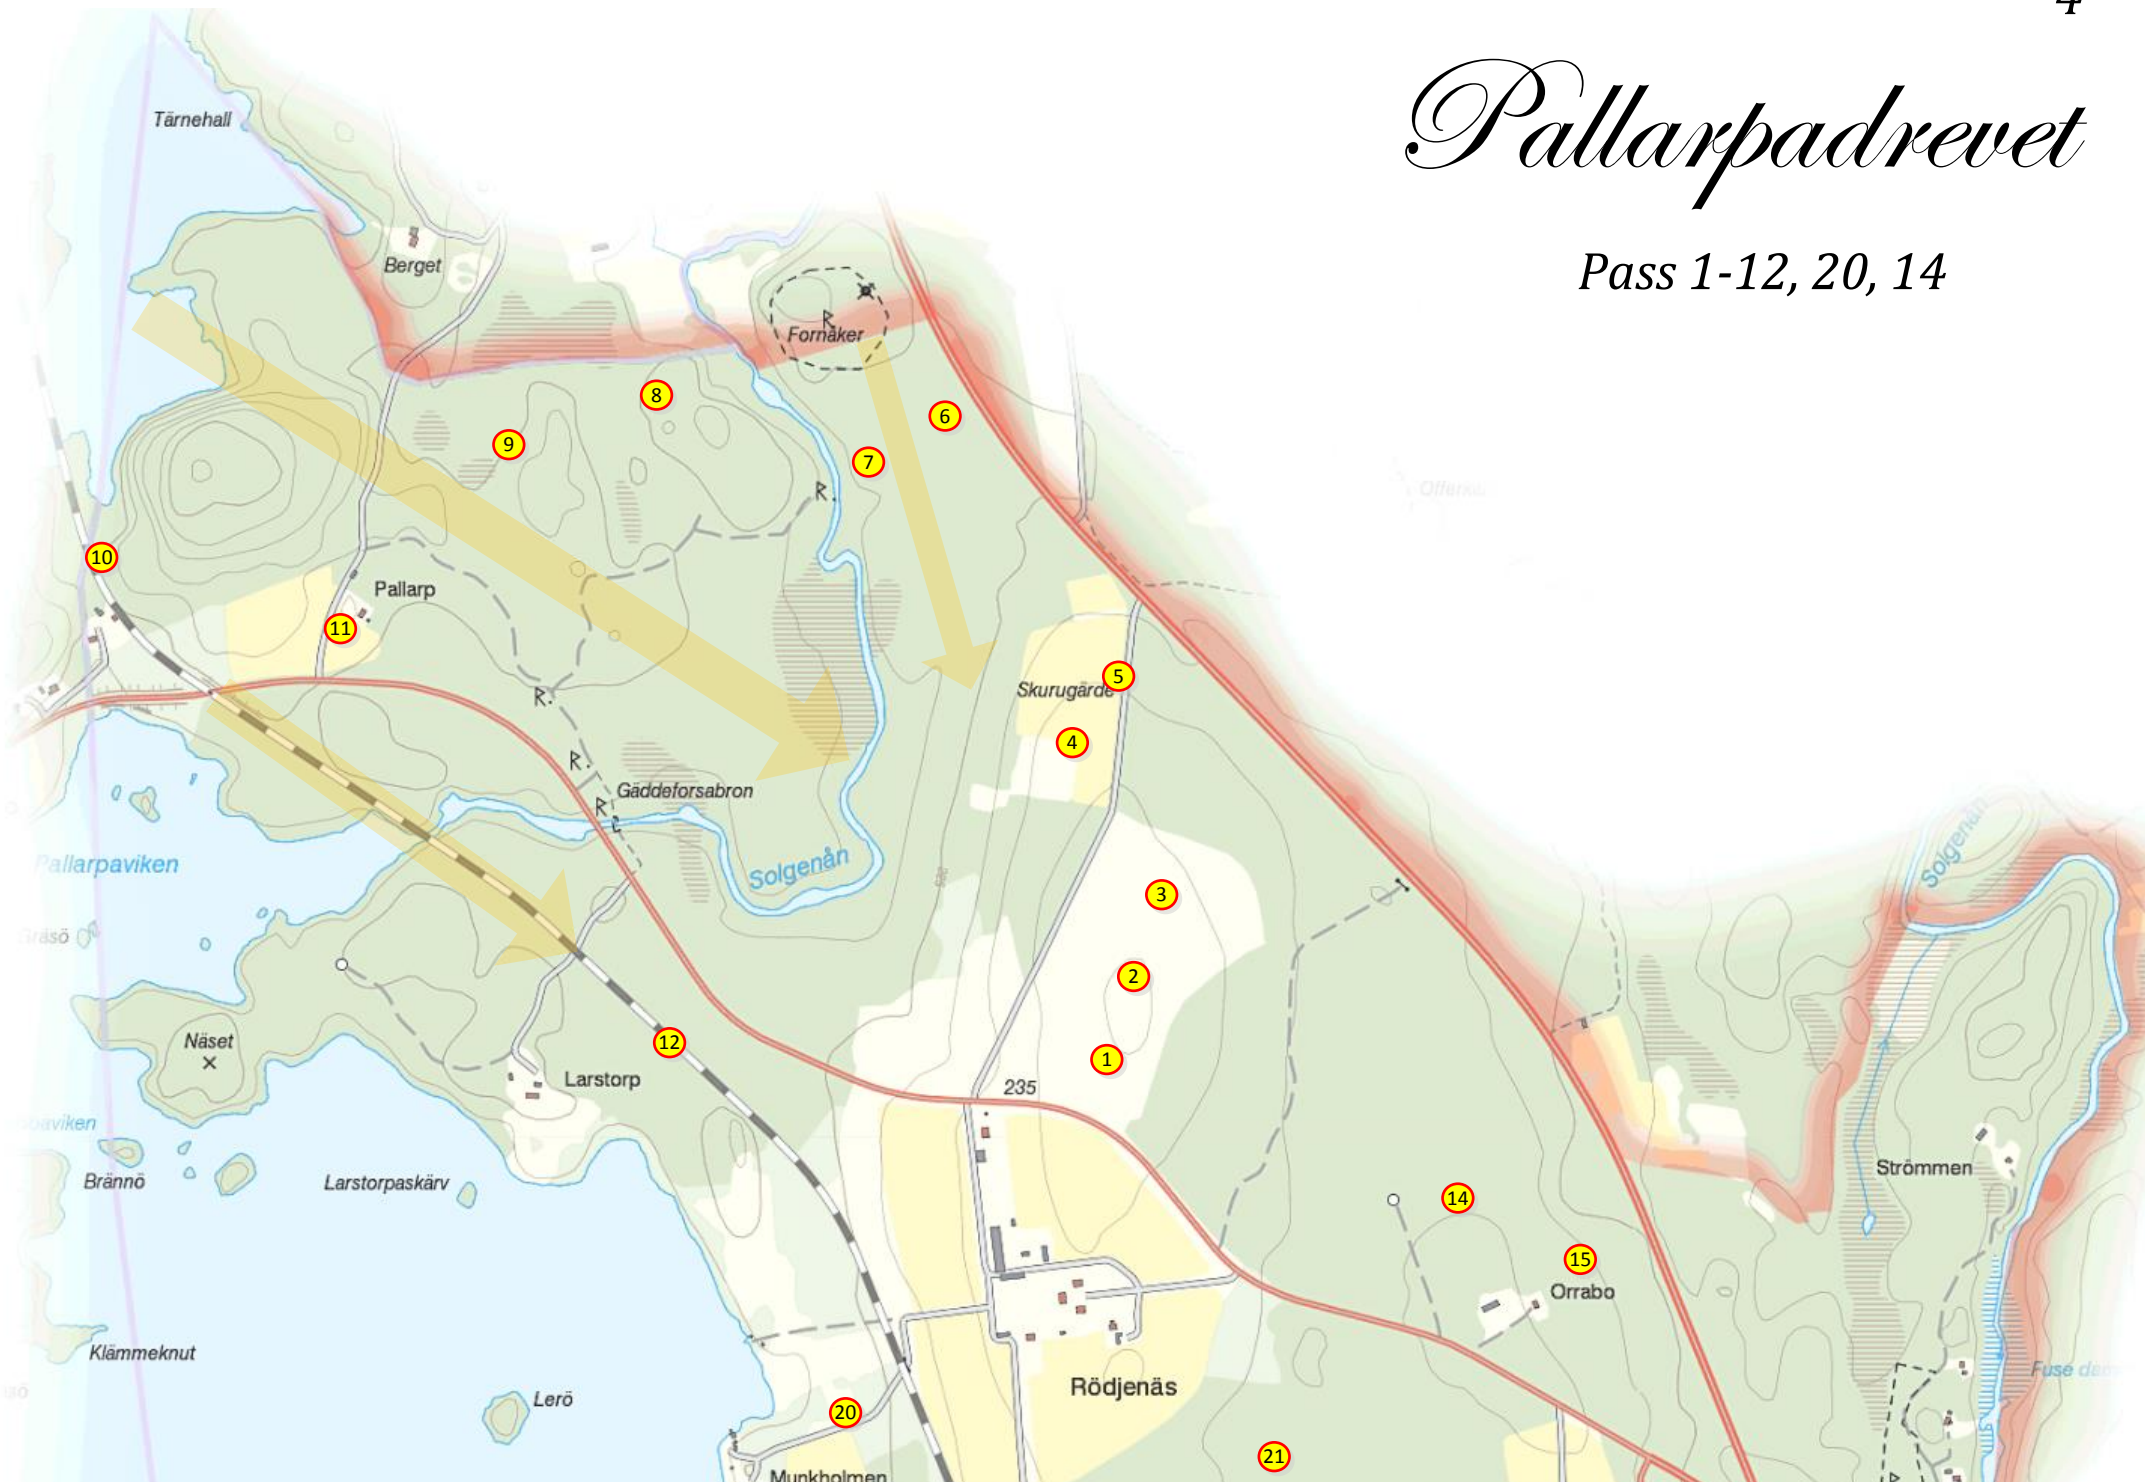 4
Pallarpadrevet
Pass 1-12, 20, 14
Tärnehall
Berget
R
Fornåker
8
6
9
7
R
10
Pallarp
11
5
R
Skurugärde
4
R
Gäddeforsabron
R
Solgenån
Solgenån
Pallarpaviken
3
Gräsö
2
Näset
12
1
Larstorp
235
Brännö
Larstorpaskärv
Strömmen
14
15
Orrabo
Klämmeknut
Fuse
Rödjenäs
Lerö
20
21
Munkholmen
R